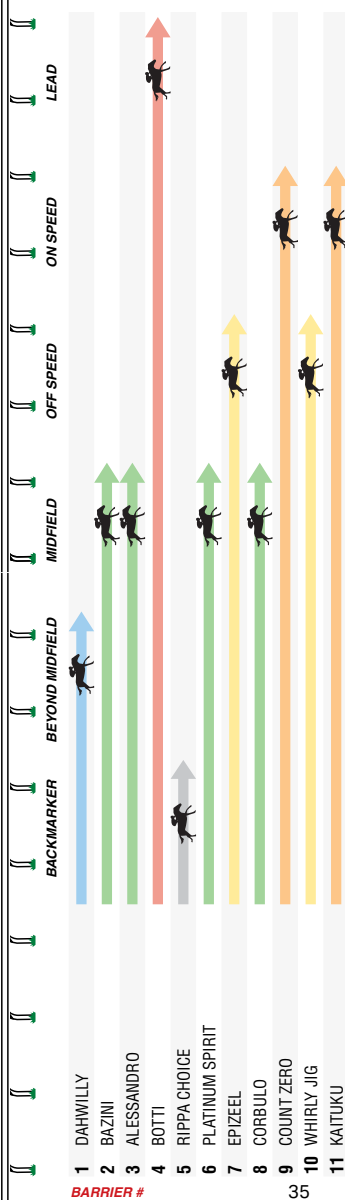 LEAD
ON SPEED
OFF SPEED
MIDFIELD
BEYOND MIDFIELD
BACKMARKER
1 DAHWILLY
2 BAZINI
3 ALESSANDRO
4 BOTTI
5 RIPPA CHOICE
6 PLATINUM SPIRIT
7 EPIZEEL
8 CORBULO
9 COUNT ZERO
10 WHIRLY JIG
11 KAITUKU
BARRIER #
35